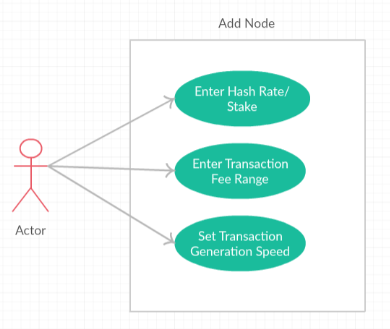 Add Node
Enter Hash Rate/
Stake
Enter Transaction
Fee Range
Set Transaction
Generation Speed
Actor